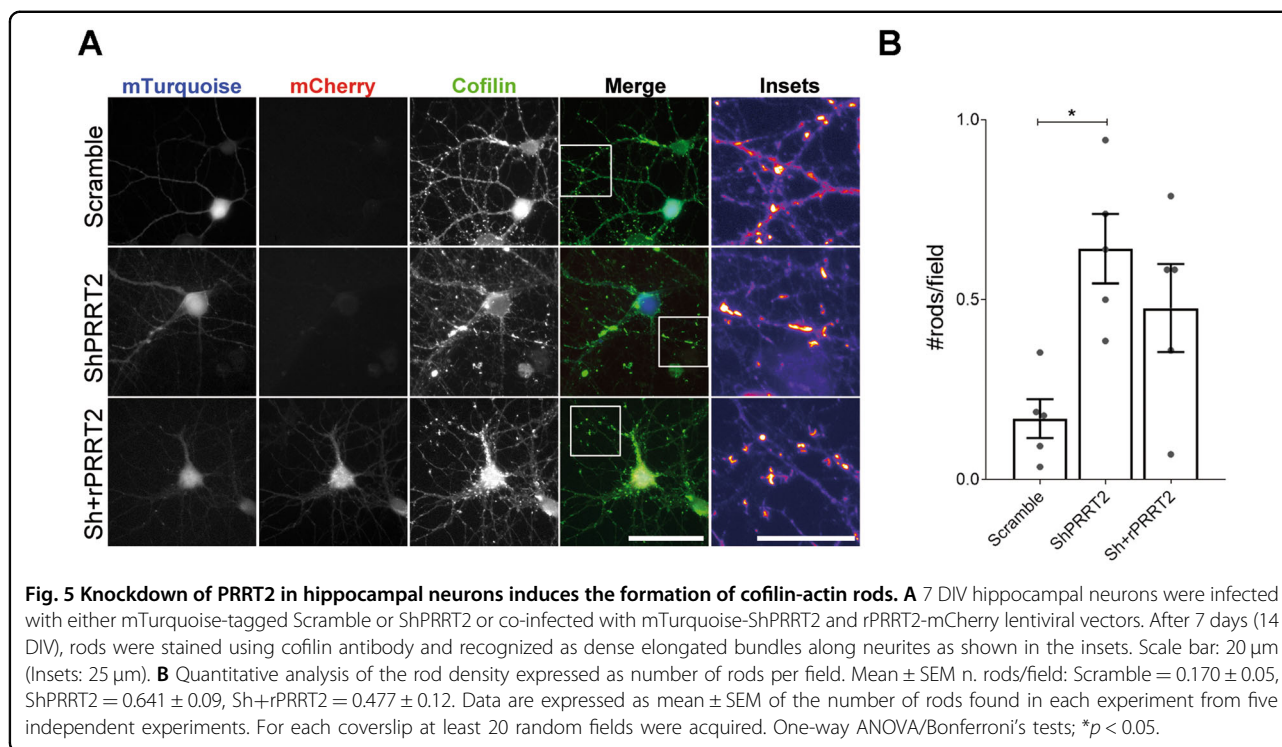 A
B
mTurquoise mCherry Cofilin Merge Insets
Scramble
ShPRRT2
Sh+rPRRT2
#rods/field
1.0
0.5
0.0
*
Scramble
ShPRRT2
Sh+rPRRT2
Fig. 5 Knockdown of PRRT2 in hippocampal neurons induces the formation of cofilin-actin rods. A 7 DIV hippocampal neurons were infected
with either mTurquoise-tagged Scramble or ShPRRT2 or co-infected with mTurquoise-ShPRRT2 and rPRRT2-mCherry lentiviral vectors. After 7 days (14
DIV), rods were stained using cofilin antibody and recognized as dense elongated bundles along neurites as shown in the insets. Scale bar: 20 µm
(Insets: 25 µm). B Quantitative analysis of the rod density expressed as number of rods per field. Mean ± SEM n. rods/field: Scramble = 0.170 ± 0.05,
ShPRRT2 = 0.641 ± 0.09, Sh+rPRRT2 = 0.477 ± 0.12. Data are expressed as mean ± SEM of the number of rods found in each experiment from five
independent experiments. For each coverslip at least 20 random fields were acquired. One-way ANOVA/Bonferroni's tests; *p < 0.05.